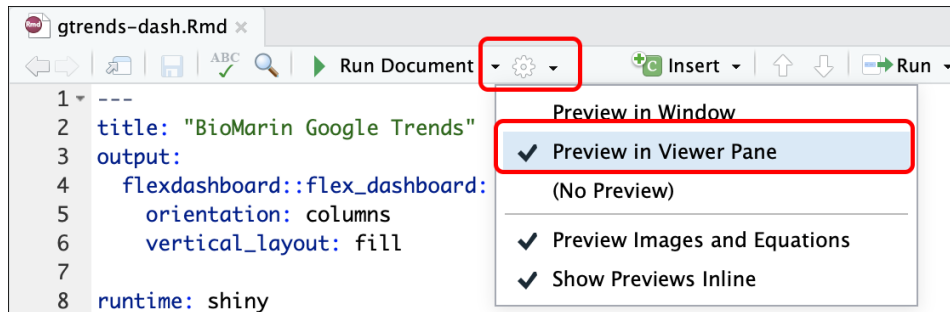 Rmd gtrends-dash.Rmd ×
ABC Run Document C Insert Run
1 ---
Preview in Window
2 title: "BioMarin Google Trends"
Preview in Viewer Pane
3 output:
(No Preview)
4 flexdashboard::flex_dashboard:
5 orientation: columns
Preview Images and Equations
6 vertical_layout: fill
Show Previews Inline
7
8 runtime: shiny